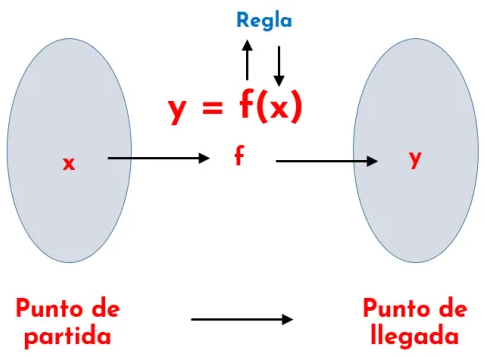 Regla
y = f(x)
x
f
y
Punto de
partida
Punto de
llegada